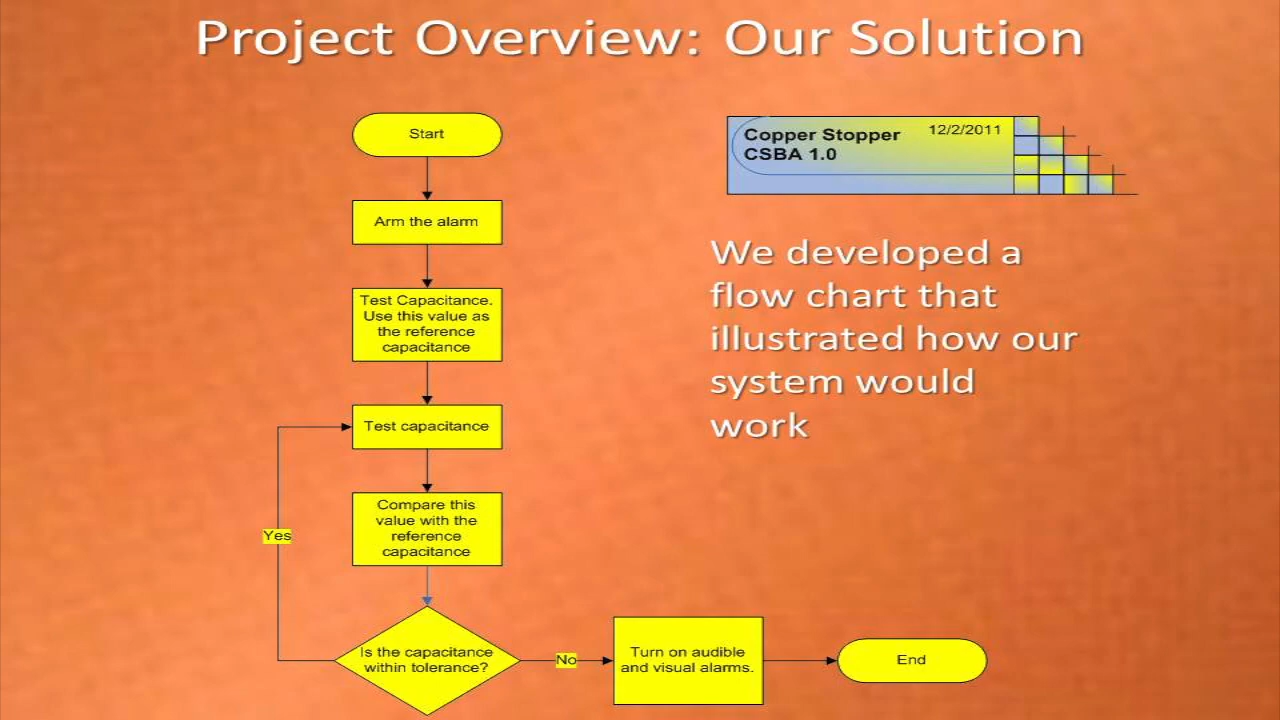 Project Overview: Our Solution
Start
Arm the alarm
Test Capacitance.
Use this value as
the reference
capacitance
Test capacitance
Compare this
value with the
reference
capacitance
Yes
Is the capacitance
within tolerance?
No
Turn on audible
and visual alarms.
End
Copper Stopper
CSBA 1.0
12/2/2011
We developed a
flow chart that
illustrated how our
system would
work